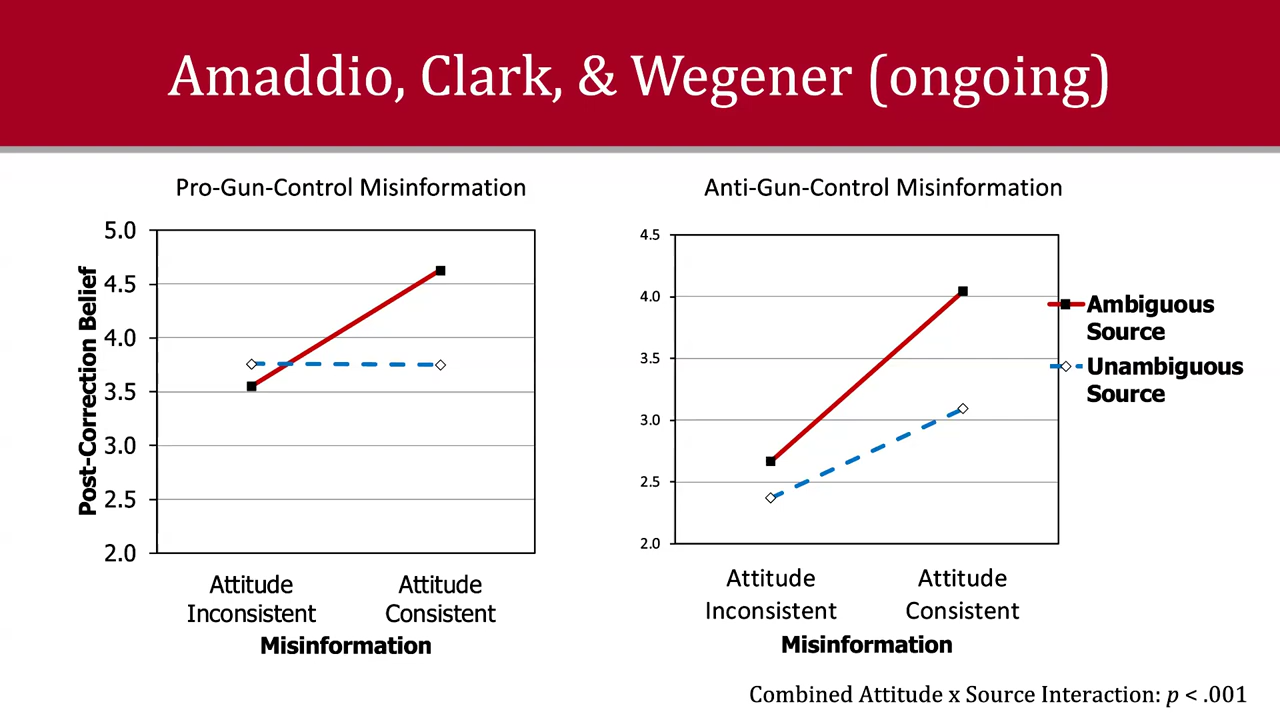 Amaddio, Clark, & Wegener (ongoing)
Pro-Gun-Control Misinformation
Post-Correction Belief
5.0
4.5
4.0
3.5
3.0
2.5
2.0
Attitude
Inconsistent
Attitude
Consistent
Misinformation
Anti-Gun-Control Misinformation
4.5
4.0
3.5
3.0
2.5
2.0
Attitude
Inconsistent
Attitude
Consistent
Misinformation
Ambiguous
Source
Unambiguous
Source
Combined Attitude x Source Interaction: p < .001